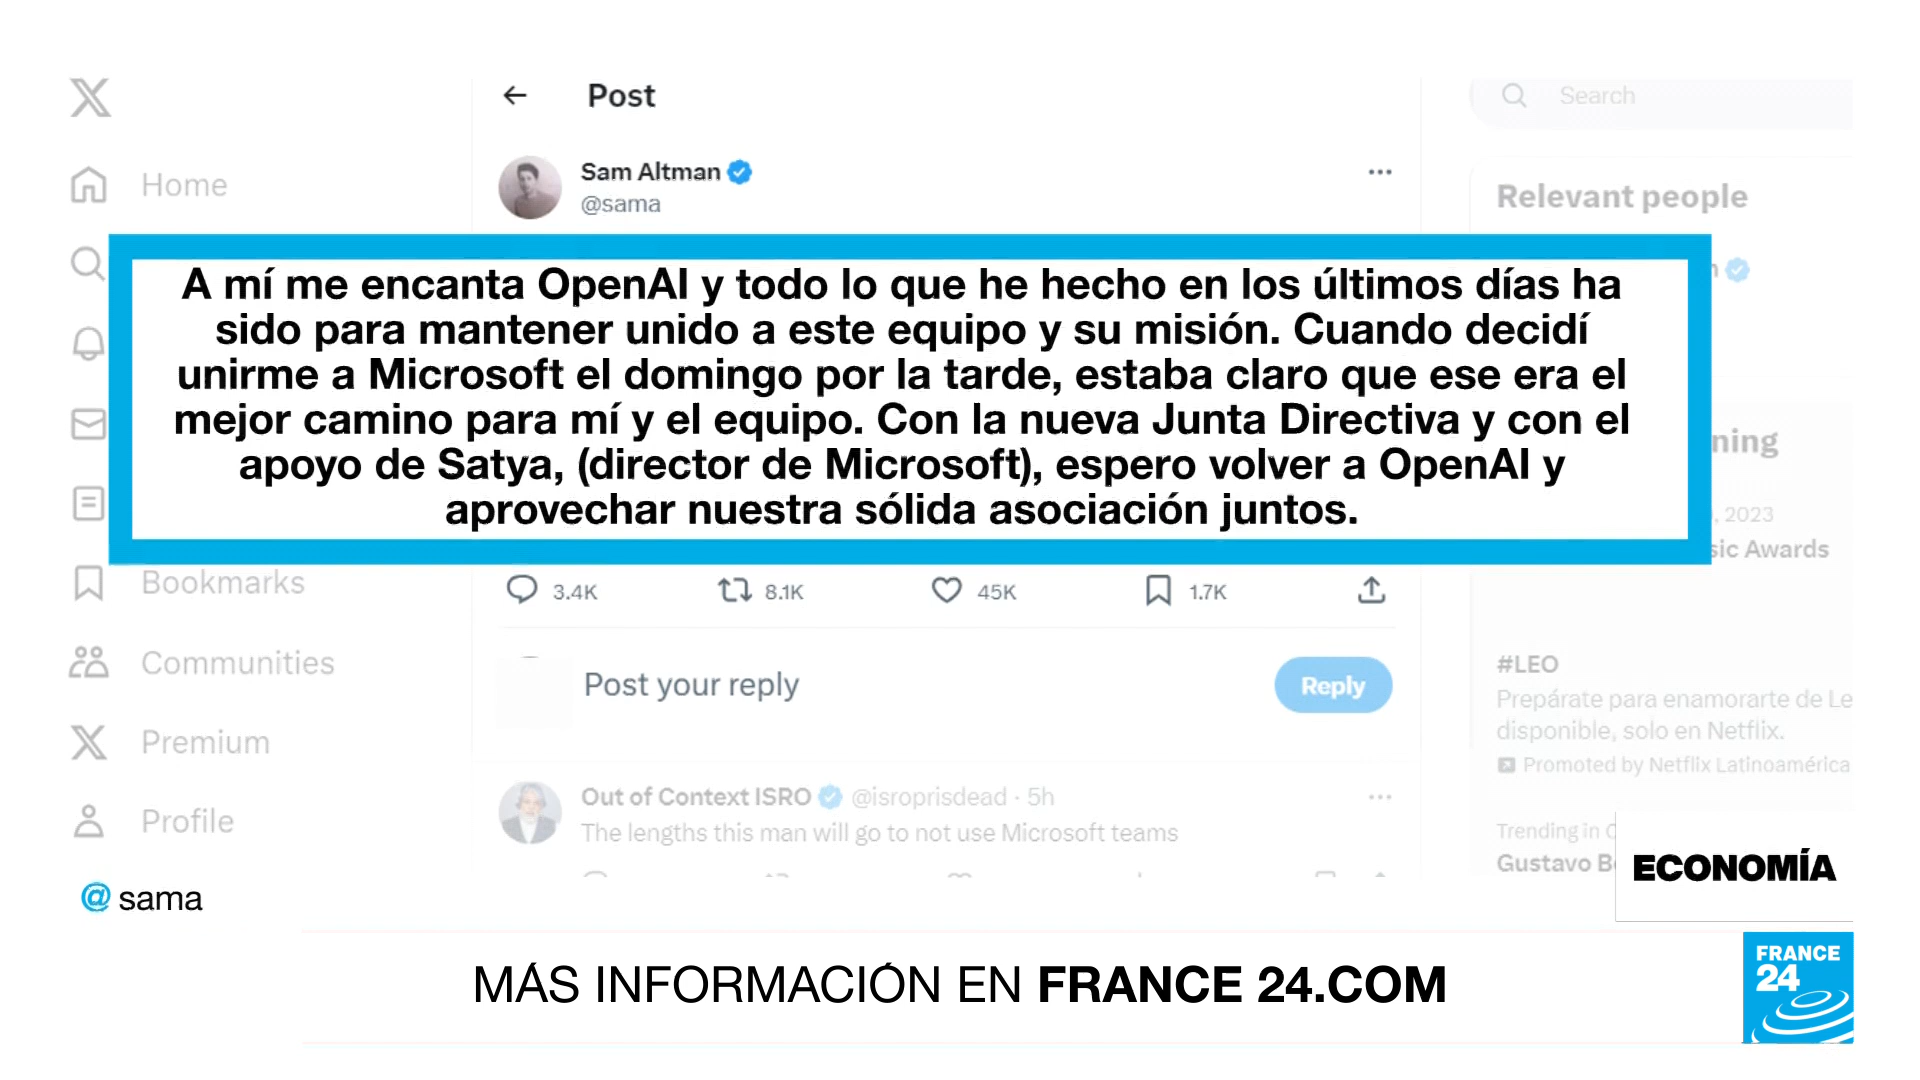 Post
Search
Home
Sam Altman
@sama
Relevant people
A mí me encanta OpenAI y todo lo que he hecho en los últimos días ha
sido para mantener unido a este equipo y su misión. Cuando decidí
unirme a Microsoft el domingo por la tarde, estaba claro que ese era el
mejor camino para mí y el equipo. Con la nueva Junta Directiva y con el
apoyo de Satya, (director de Microsoft), espero volver a OpenAI y
aprovechar nuestra sólida asociación juntos.
2023
Awards
Bookmarks
3.4K 8.1K 45K 1.7K
Communities
Post your reply
Reply
#LEO
Prepárate para enamorarte de Le
disponible, solo en Netflix.
Promoted by Netflix Latinoamérica
Premium
Out of Context ISRO @isroprisdead · 5h
The lengths this man will go to not use Microsoft teams
Profile
Trending in
Gustavo
ECONOMÍA
@sama
MÁS INFORMACIÓN EN FRANCE 24.COM
FRANCE
24